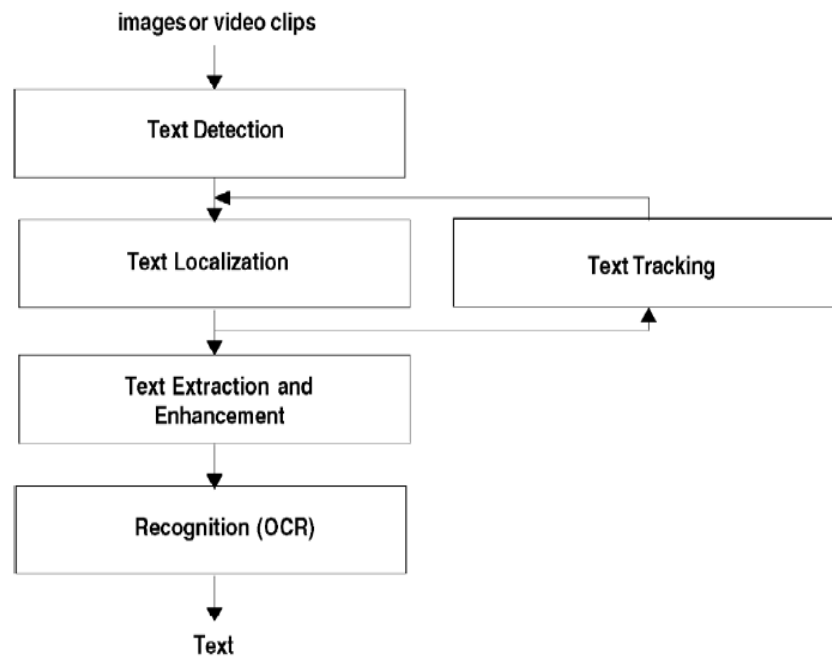 images or video clips
Text Detection
Text Localization
Text Tracking
Text Extraction and
Enhancement
Recognition (OCR)
Text